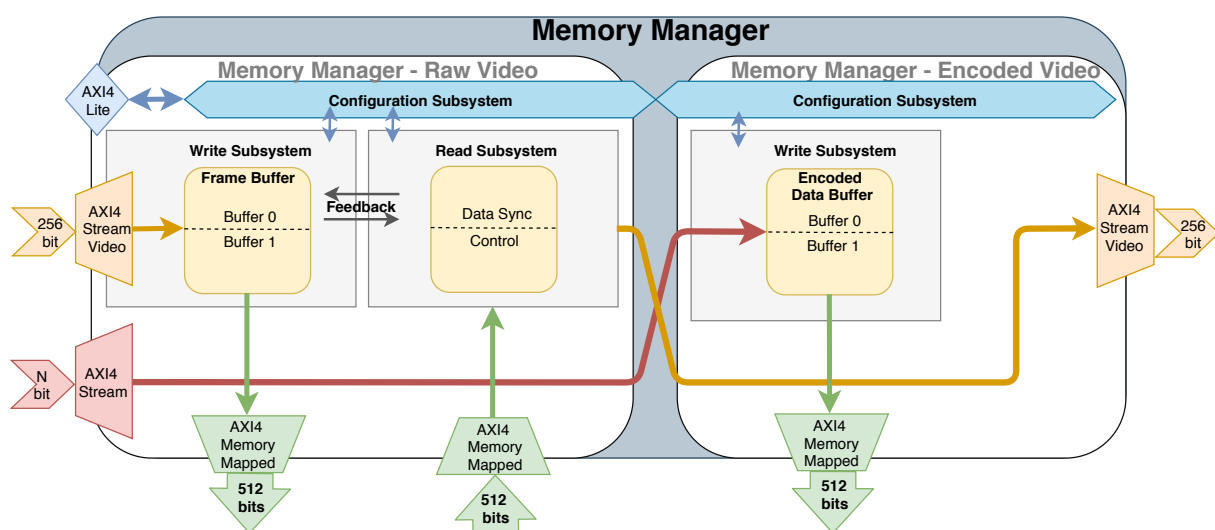 Memory Manager
Memory Manager - Raw Video
Memory Manager - Encoded Video
AXI4
Lite
Configuration Subsystem
Configuration Subsystem
Write Subsystem
Read Subsystem
Write Subsystem
Frame Buffer
Buffer 0
Buffer 1
Feedback
Data Sync
Control
Encoded
Data Buffer
Buffer 0
Buffer 1
256
bit
AXI4
Stream
Video
AXI4
Stream
Video
256
bit
N
bit
AXI4
Stream
AXI4
Memory
Mapped
AXI4
Memory
Mapped
AXI4
Memory
Mapped
512
bits
512
bits
512
bits